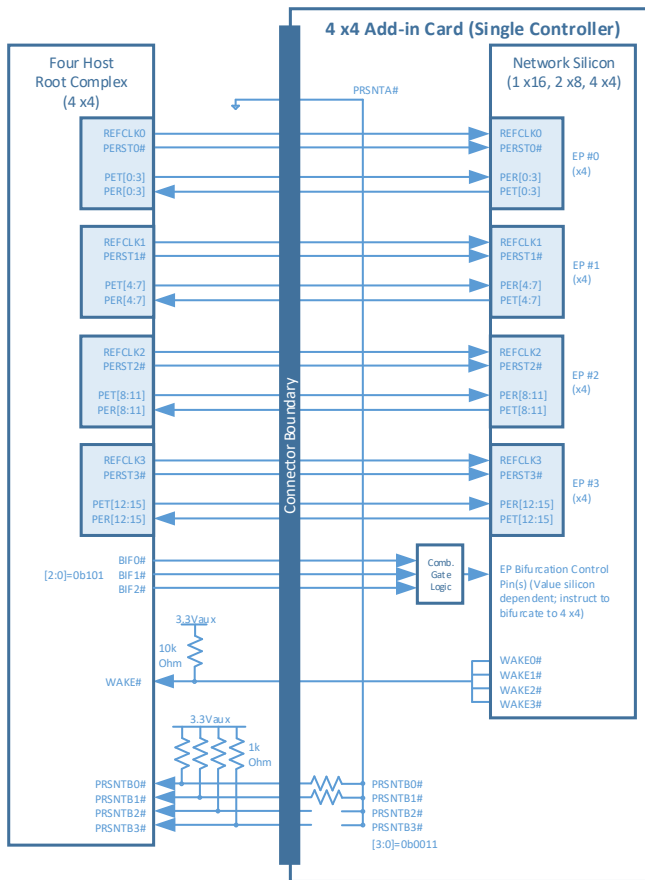 4 x4 Add-in Card (Single Controller)
Four Host
Root Complex
(4 x4)
Network Silicon
(1 x16, 2 x8, 4 x4)
PRSNTA#
REFCLK0
PERST0#
PET[0:3]
PER[0:3]
REFCLK0
PERST0#
PER[0:3]
PET[0:3]
EP #0
(x4)
REFCLK1
PERST1#
PET[4:7]
PER[4:7]
REFCLK1
PERST1#
PER[4:7]
PET[4:7]
EP #1
(x4)
REFCLK2
PERST2#
PET[8:11]
PER[8:11]
REFCLK2
PERST2#
PER[8:11]
PET[8:11]
EP #2
(x4)
REFCLK3
PERST3#
PET[12:15]
PER[12:15]
REFCLK3
PERST3#
PER[12:15]
PET[12:15]
EP #3
(x4)
Connector Boundary
[2:0]=0b101
BIF0#
BIF1#
BIF2#
Comb.
Gate
Logic
EP Bifurcation Control
Pin(s) (Value silicon
dependent; instruct to
bifurcate to 4 x4)
3.3Vaux
10k
Ohm
WAKE#
WAKE0#
WAKE1#
WAKE2#
WAKE3#
3.3Vaux
1k
Ohm
PRSNTB0#
PRSNTB1#
PRSNTB2#
PRSNTB3#
PRSNTB0#
PRSNTB1#
PRSNTB2#
PRSNTB3#
[3:0]=0b0011